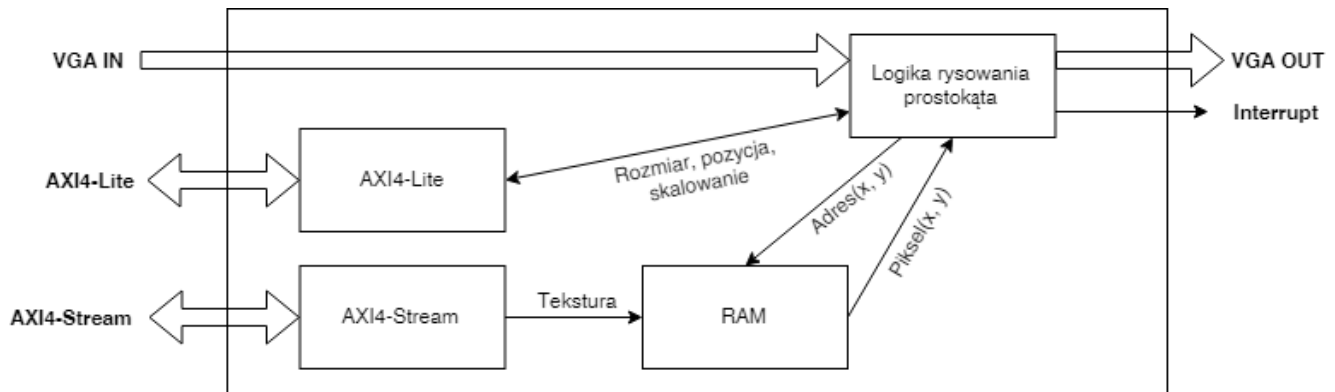 VGA IN
Logika rysowania
prostokąta
VGA OUT
Interrupt
AXI4-Lite
AXI4-Lite
Rozmiar, pozycja,
skalowanie
Adres(x, y)
Piksel(x, y)
AXI4-Stream
AXI4-Stream
Tekstura
RAM